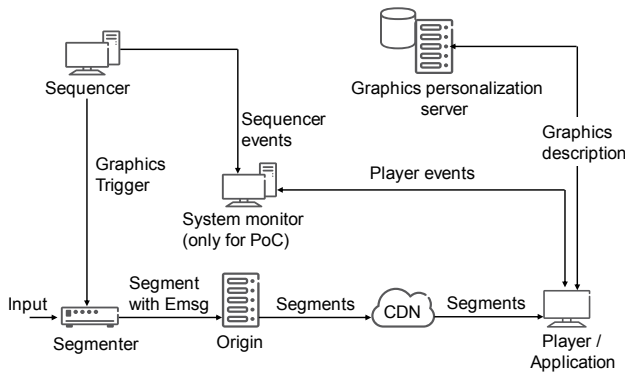 Sequencer
Graphics personalization
server
Sequencer
events
Graphics
description
Graphics
Trigger
Player events
System monitor
(only for PoC)
Input
Segment
with Emsg
Segments
CDN
Segments
Segmenter
Origin
Player /
Application